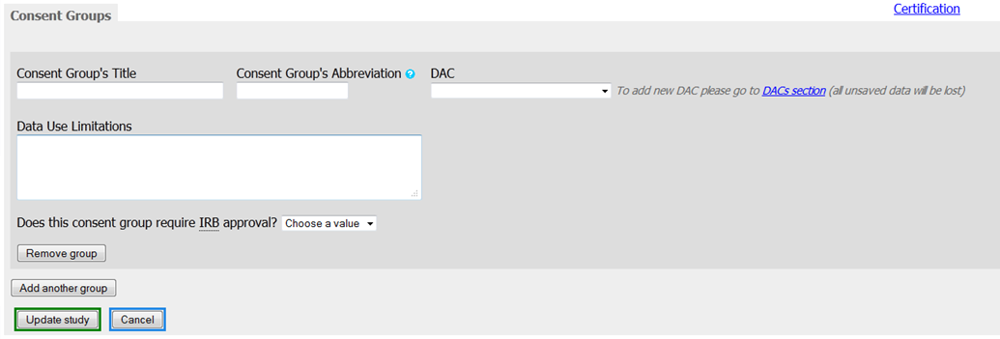 Consent Groups
Certification
Consent Group's Title
Consent Group's Abbreviation ?
DAC
To add new DAC please go to DACs section (all unsaved data will be lost)
Data Use Limitations
Does this consent group require IRB approval? Choose a value
Remove group
Add another group
Update study
Cancel